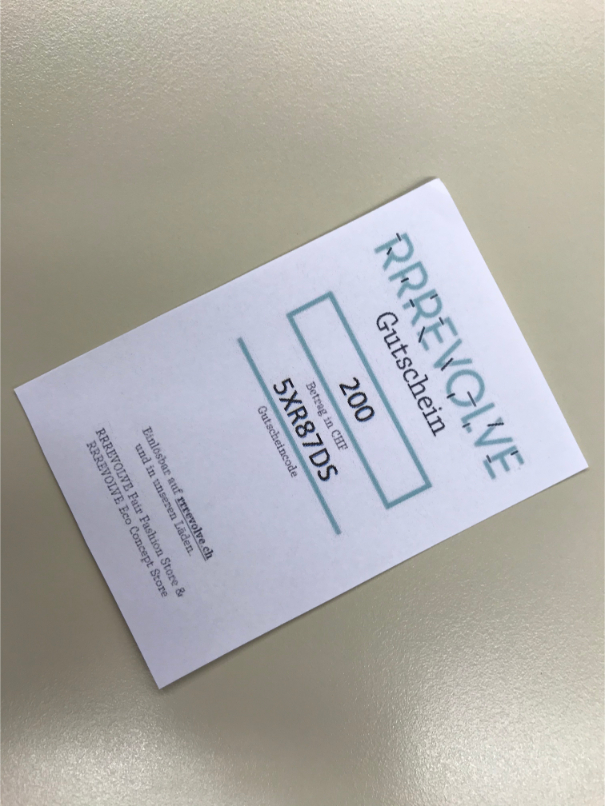 RRREVOLVE
Gutschein
200
Betrag in CHF
5XR87DS
Gutscheincode
Einlösbar auf rrrevolve.ch
und in unseren Läden.
RRREVOLVE Fair Fashion Store &
RRREVOLVE Eco Concept Store